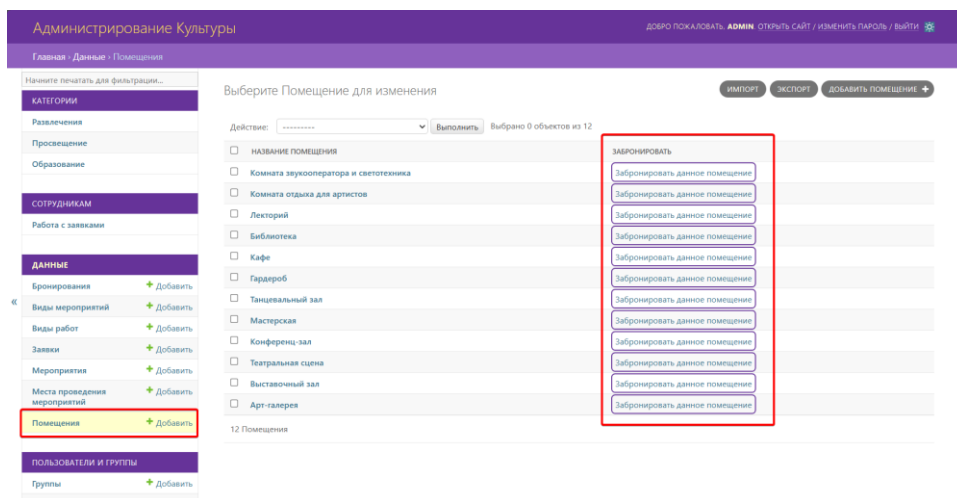 Администрирование Культуры
ДОБРО ПОЖАЛОВАТЬ, ADMIN. ОТКРЫТЬ САЙТ / ИЗМЕНИТЬ ПАРОЛЬ / ВЫЙТИ
Главная › Данные › Помещения
Начните печатать для фильтрации...
КАТЕГОРИИ
Развлечения
Просвещение
Образование
СОТРУДНИКАМ
Работа с заявками
ДАННЫЕ
Бронирования + Добавить
Виды мероприятий + Добавить
Виды работ + Добавить
Заявки + Добавить
Мероприятия + Добавить
Места проведения + Добавить
мероприятий
Помещения + Добавить
ПОЛЬЗОВАТЕЛИ И ГРУППЫ
Группы + Добавить
«
Выберите Помещение для изменения
ИМПОРТ ЭКСПОРТ ДОБАВИТЬ ПОМЕЩЕНИЕ +
Действие: --------- Выполнить Выбрано 0 объектов из 12
НАЗВАНИЕ ПОМЕЩЕНИЯ ЗАБРОНИРОВАТЬ
Комната звукооператора и светотехника Забронировать данное помещение
Комната отдыха для артистов Забронировать данное помещение
Лекторий Забронировать данное помещение
Библиотека Забронировать данное помещение
Кафе Забронировать данное помещение
Гардероб Забронировать данное помещение
Танцевальный зал Забронировать данное помещение
Мастерская Забронировать данное помещение
Конференц-зал Забронировать данное помещение
Театральная сцена Забронировать данное помещение
Выставочный зал Забронировать данное помещение
Арт-галерея Забронировать данное помещение
12 Помещения